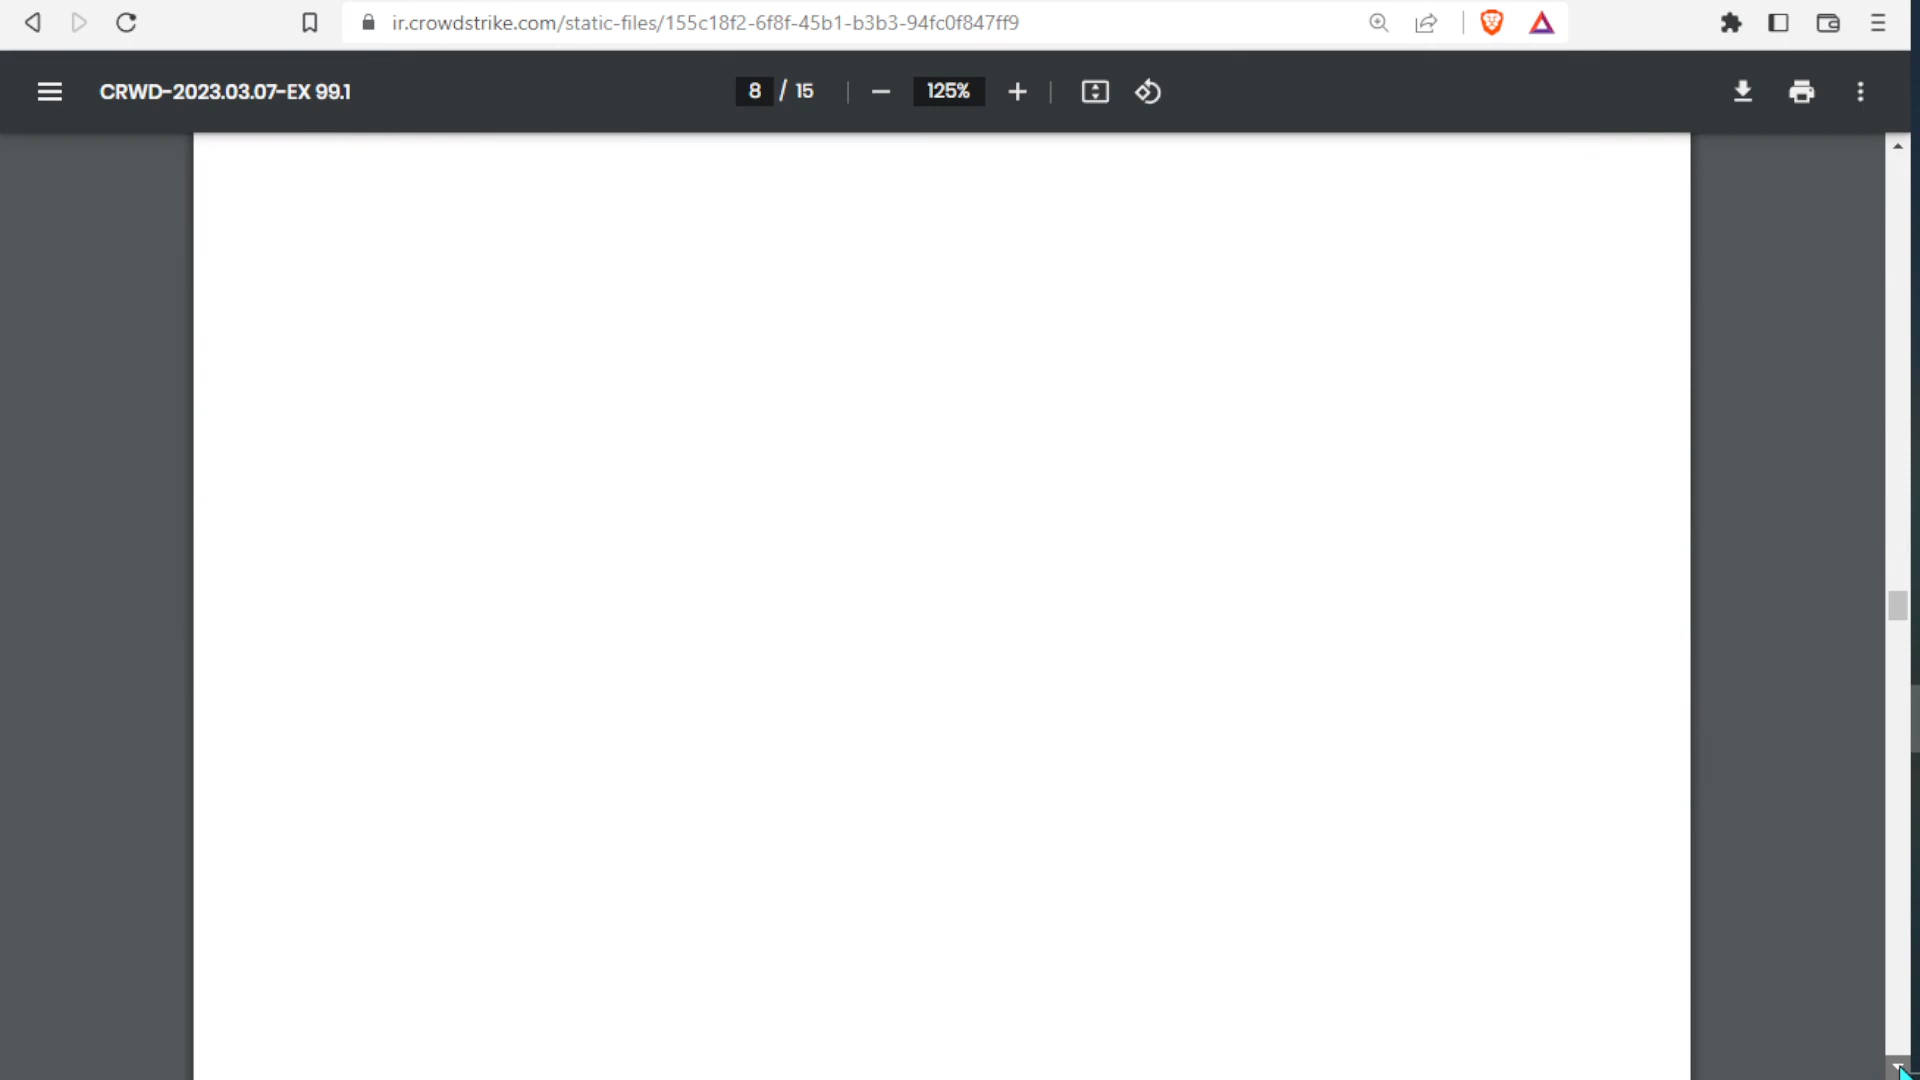 ir.crowdstrike.com/static-files/155c18f2-6f8f-45b1-b3b3-94fc0f847ff9
CRWD-2023.03.07-EX 99.1
8 / 15
125%